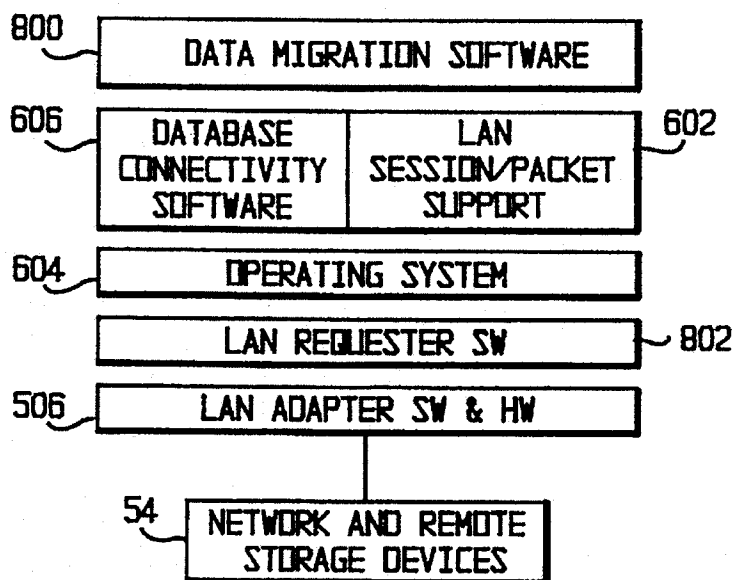 800
DATA MIGRATION SOFTWARE
606
DATABASE
CONNECTIVITY
SOFTWARE
LAN
SESSION/PACKET
SUPPORT
602
604
OPERATING SYSTEM
LAN REQUESTER SW
802
506
LAN ADAPTER SW & HW
54
NETWORK AND REMOTE
STORAGE DEVICES